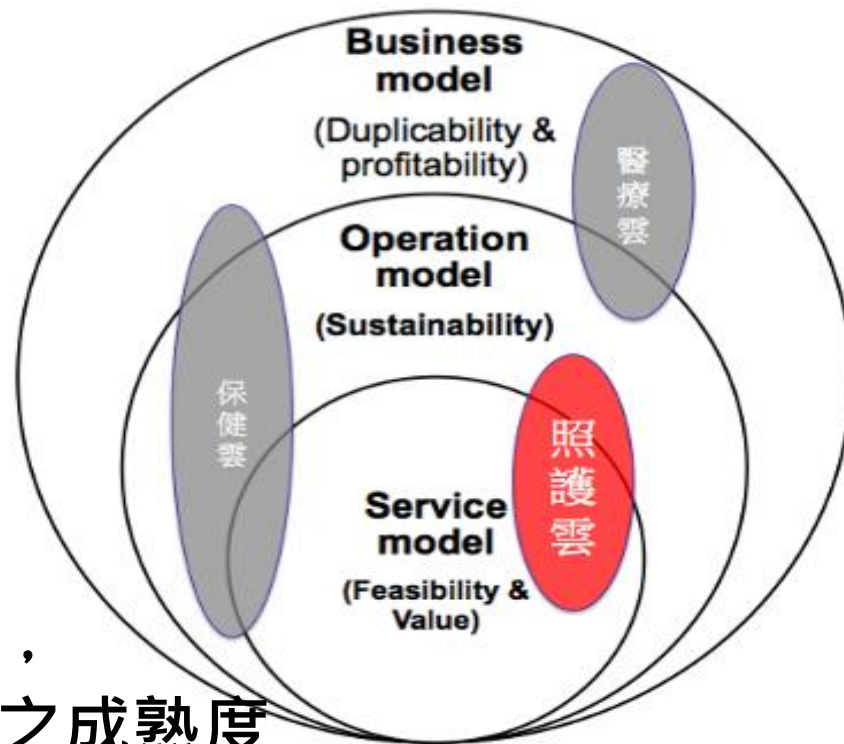 Business
model
(Duplicability &
profitability)
醫療雲
Operation
model
(Sustainability)
保健雲
照護雲
Service
model
(Feasibility &
Value)
，
之成熟度